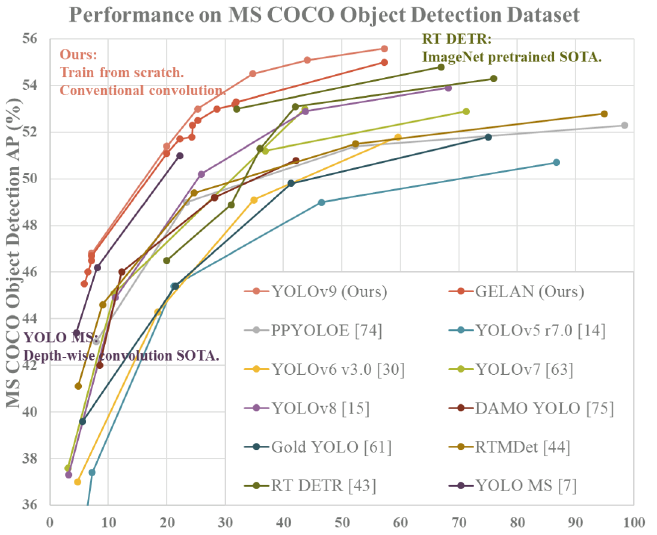 Performance on MS COCO Object Detection Dataset
MS COCO Object Detection AP (%)
56
54
52
50
48
46
44
42
40
38
36
Ours:
Train from scratch.
Conventional convolution.
RT DETR:
ImageNet pretrained SOTA.
YOLO MS:
Depth-wise convolution SOTA.
YOLOv9 (Ours)
GELAN (Ours)
PPYOLOE [74]
YOLOv5 r7.0 [14]
YOLOv6 v3.0 [30]
YOLOv7 [63]
YOLOv8 [15]
DAMO YOLO [75]
Gold YOLO [61]
RTMDet [44]
RT DETR [43]
YOLO MS [7]
0 10 20 30 40 50 60 70 80 90 100